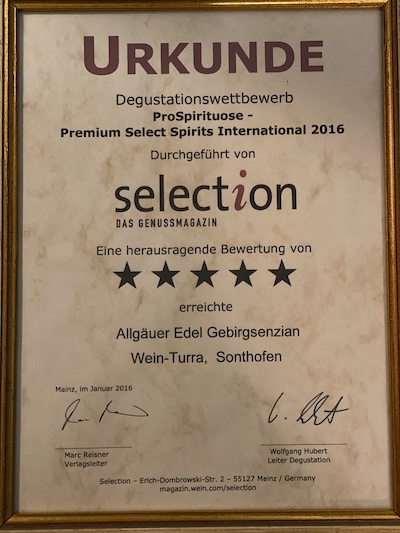 URKUNDE
Degustationswettbewerb
ProSpirituose -
Premium Select Spirits International 2016
Durchgeführt von
selection
DAS GENUSSMAGAZIN
Eine herausragende Bewertung von
★★★★★
erreichte
Allgäuer Edel Gebirgsenzian
Wein-Turra, Sonthofen
Mainz, im Januar 2016
Marc Reisner
Verlagsleiter
Wolfgang Hubert
Leiter Degustation
Selection – Erich-Dombrowski-Str. 2 – 55127 Mainz / Germany
magazin.wein.com/selection